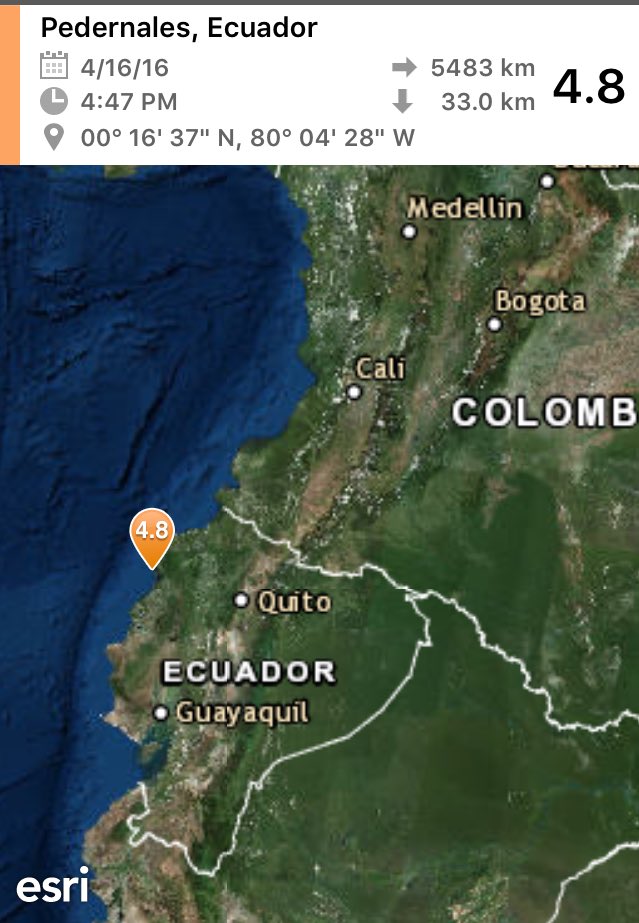 Pedernales, Ecuador
4/16/16
5483 km
4.8
4:47 PM
33.0 km
00° 16' 37" N, 80° 04' 28" W
Medellin
Bogota
Cali
COLOMB
4.8
Quito
ECUADOR
Guayaquil
esri